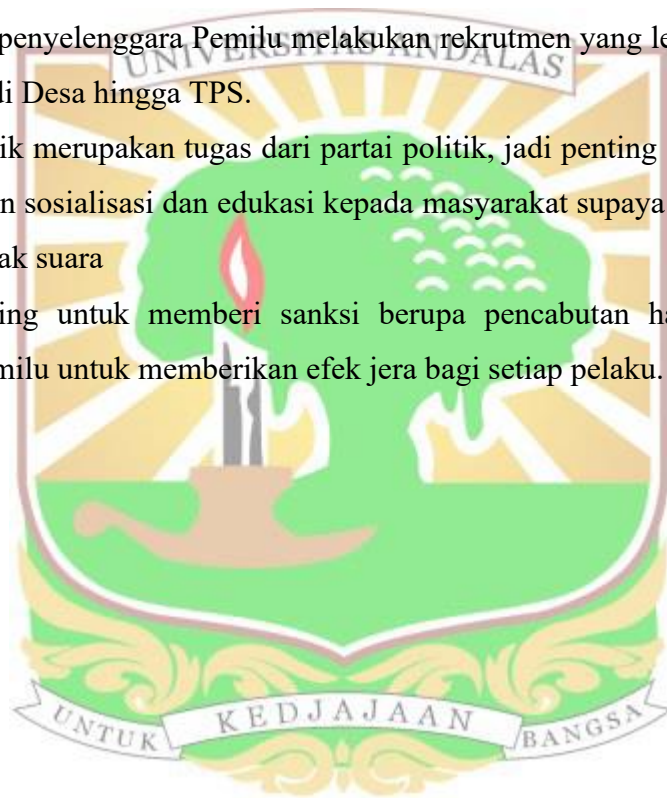 penyelenggara Pemilu melakukan rekrutmen yang le
UNIVERSITAS ANDALAS
di Desa hingga TPS.
ik merupakan tugas dari partai politik, jadi penting
n sosialisasi dan edukasi kepada masyarakat supaya
ak suara
ing untuk memberi sanksi berupa pencabutan ha
milu untuk memberikan efek jera bagi setiap pelaku.
UNTUK KEDJAJAAN BANGSA